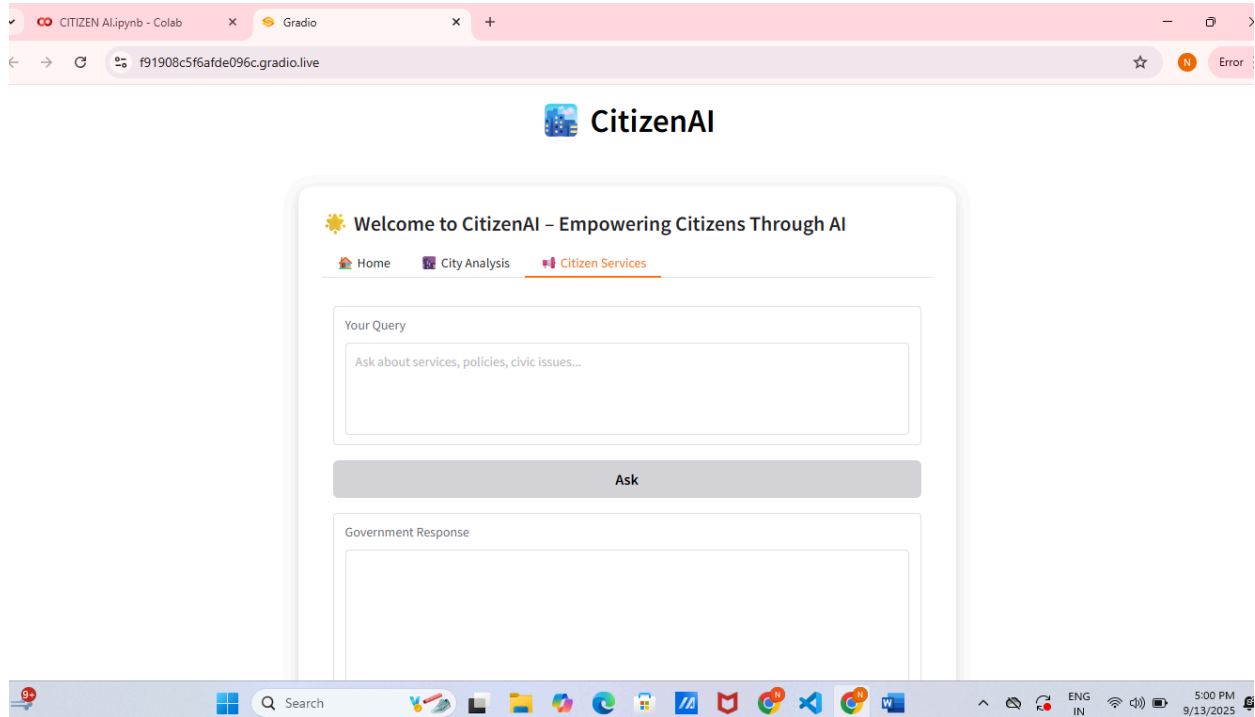 CITIZEN AI.ipynb - Colab
Gradio
f91908c5f6afde096c.gradio.live
N
Error
CitizenAI
Welcome to CitizenAI – Empowering Citizens Through AI
Home
City Analysis
Citizen Services
Your Query
Ask about services, policies, civic issues...
Ask
Government Response
9+
Search
N
N
W
ENG
IN
5:00 PM
9/13/2025